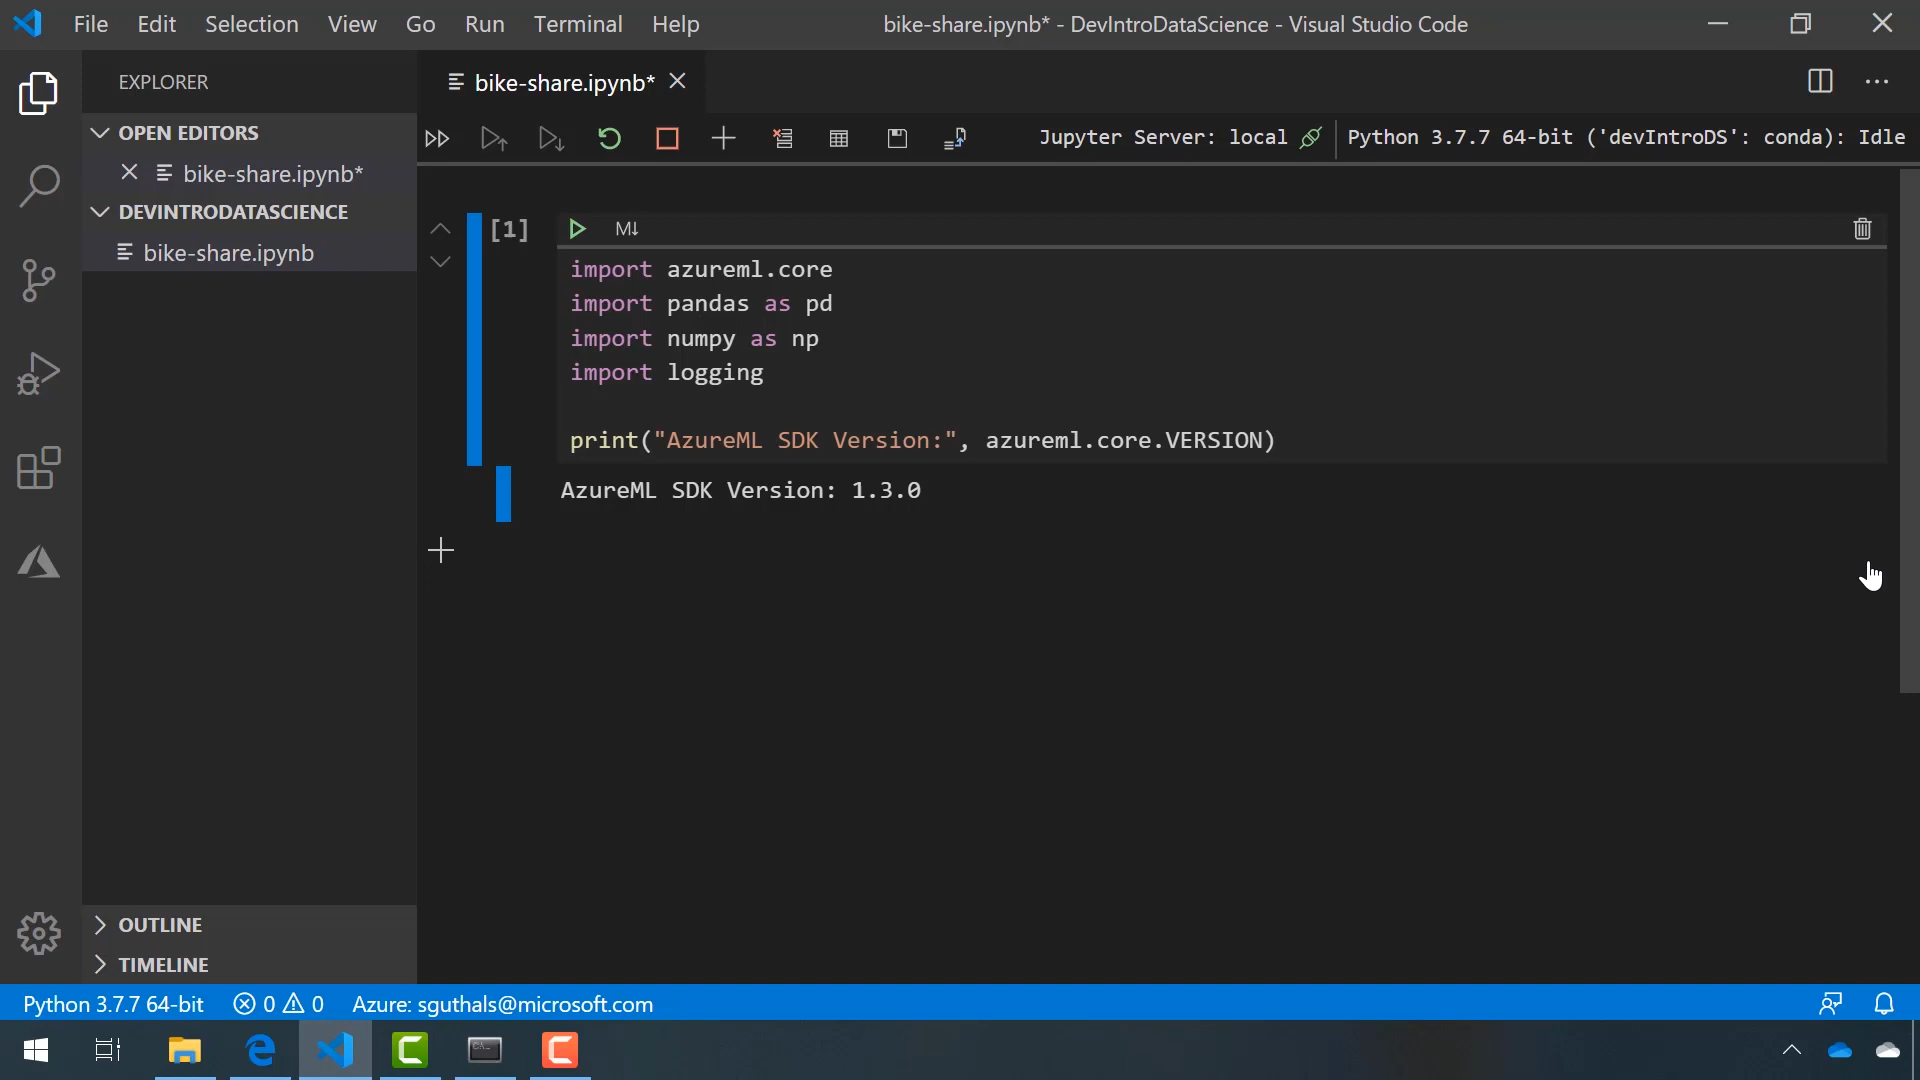 File Edit Selection View Go Run Terminal Help bike-share.ipynb* - DevIntroDataScience - Visual Studio Code
EXPLORER
bike-share.ipynb*
OPEN EDITORS
bike-share.ipynb*
DEVINTRODATASCIENCE
bike-share.ipynb
OUTLINE
TIMELINE
Jupyter Server: local Python 3.7.7 64-bit ('devIntroDS': conda): Idle
[1] M↓
import azureml.core
import pandas as pd
import numpy as np
import logging
print("AzureML SDK Version:", azureml.core.VERSION)
AzureML SDK Version: 1.3.0
Python 3.7.7 64-bit 0 0 Azure: sguthals@microsoft.com